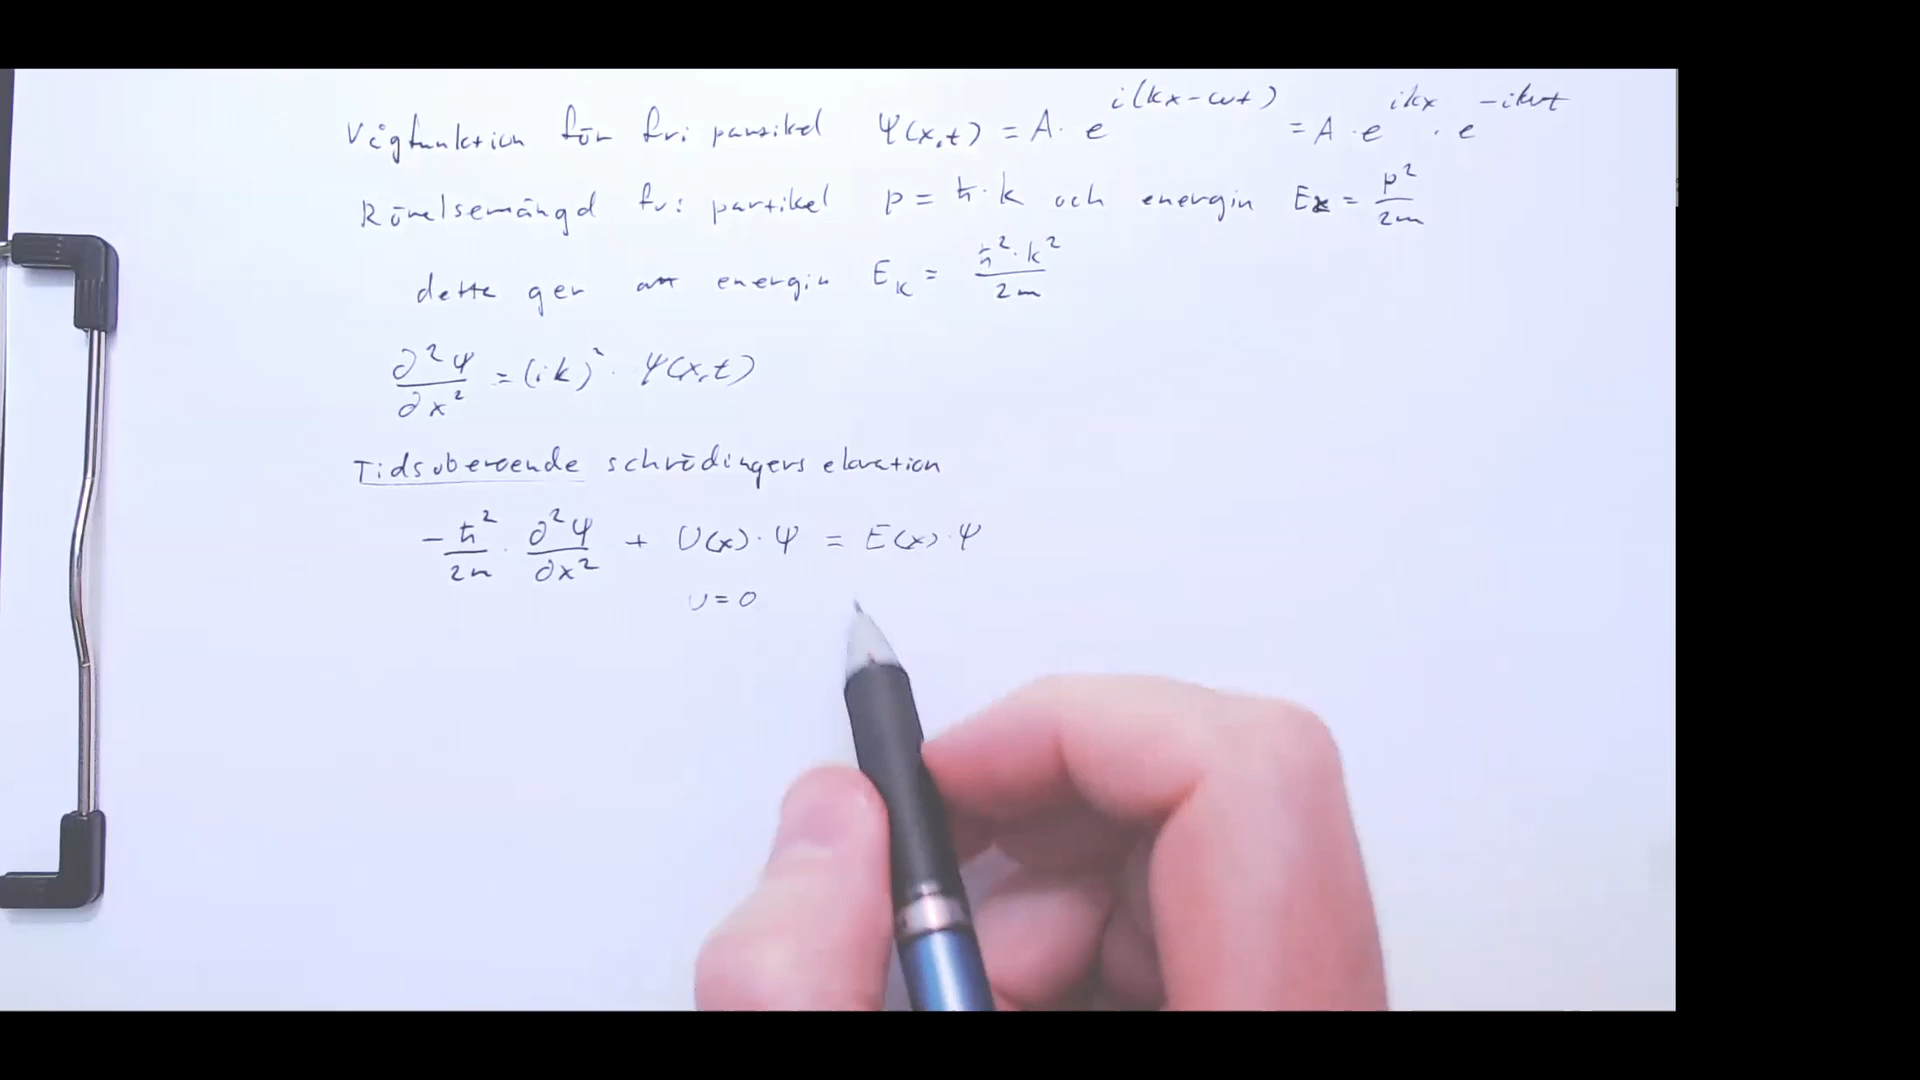 Vågfunktion för fri partikel Ψ(x,t) = A · e^{i(kx-ωt)} = A · e^{ikx} · e^{-iωt}
Rörelsemängd fri partikel p = ħ · k och energin E_k = p²/2m
detta ger att energin E_k = ħ² · k²/2m
∂²Ψ/∂x² = (ik)² · Ψ(x,t)
Tidsoberoende schrödingers ekvation
-ħ²/2m · ∂²Ψ/∂x² + U(x) · Ψ = E(x) · Ψ
U = 0